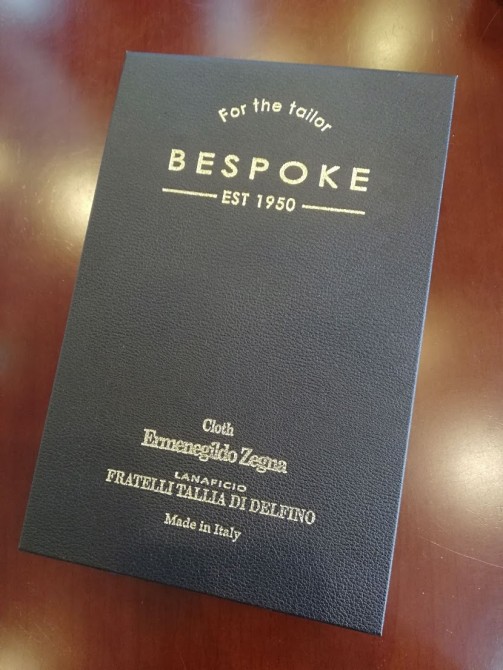 For the tailor
BESPOKE
EST 1950
Cloth
Ermenegildo Zegna
LANAFICIO
FRATELLI TALLIA DI DELFINO
Made in Italy